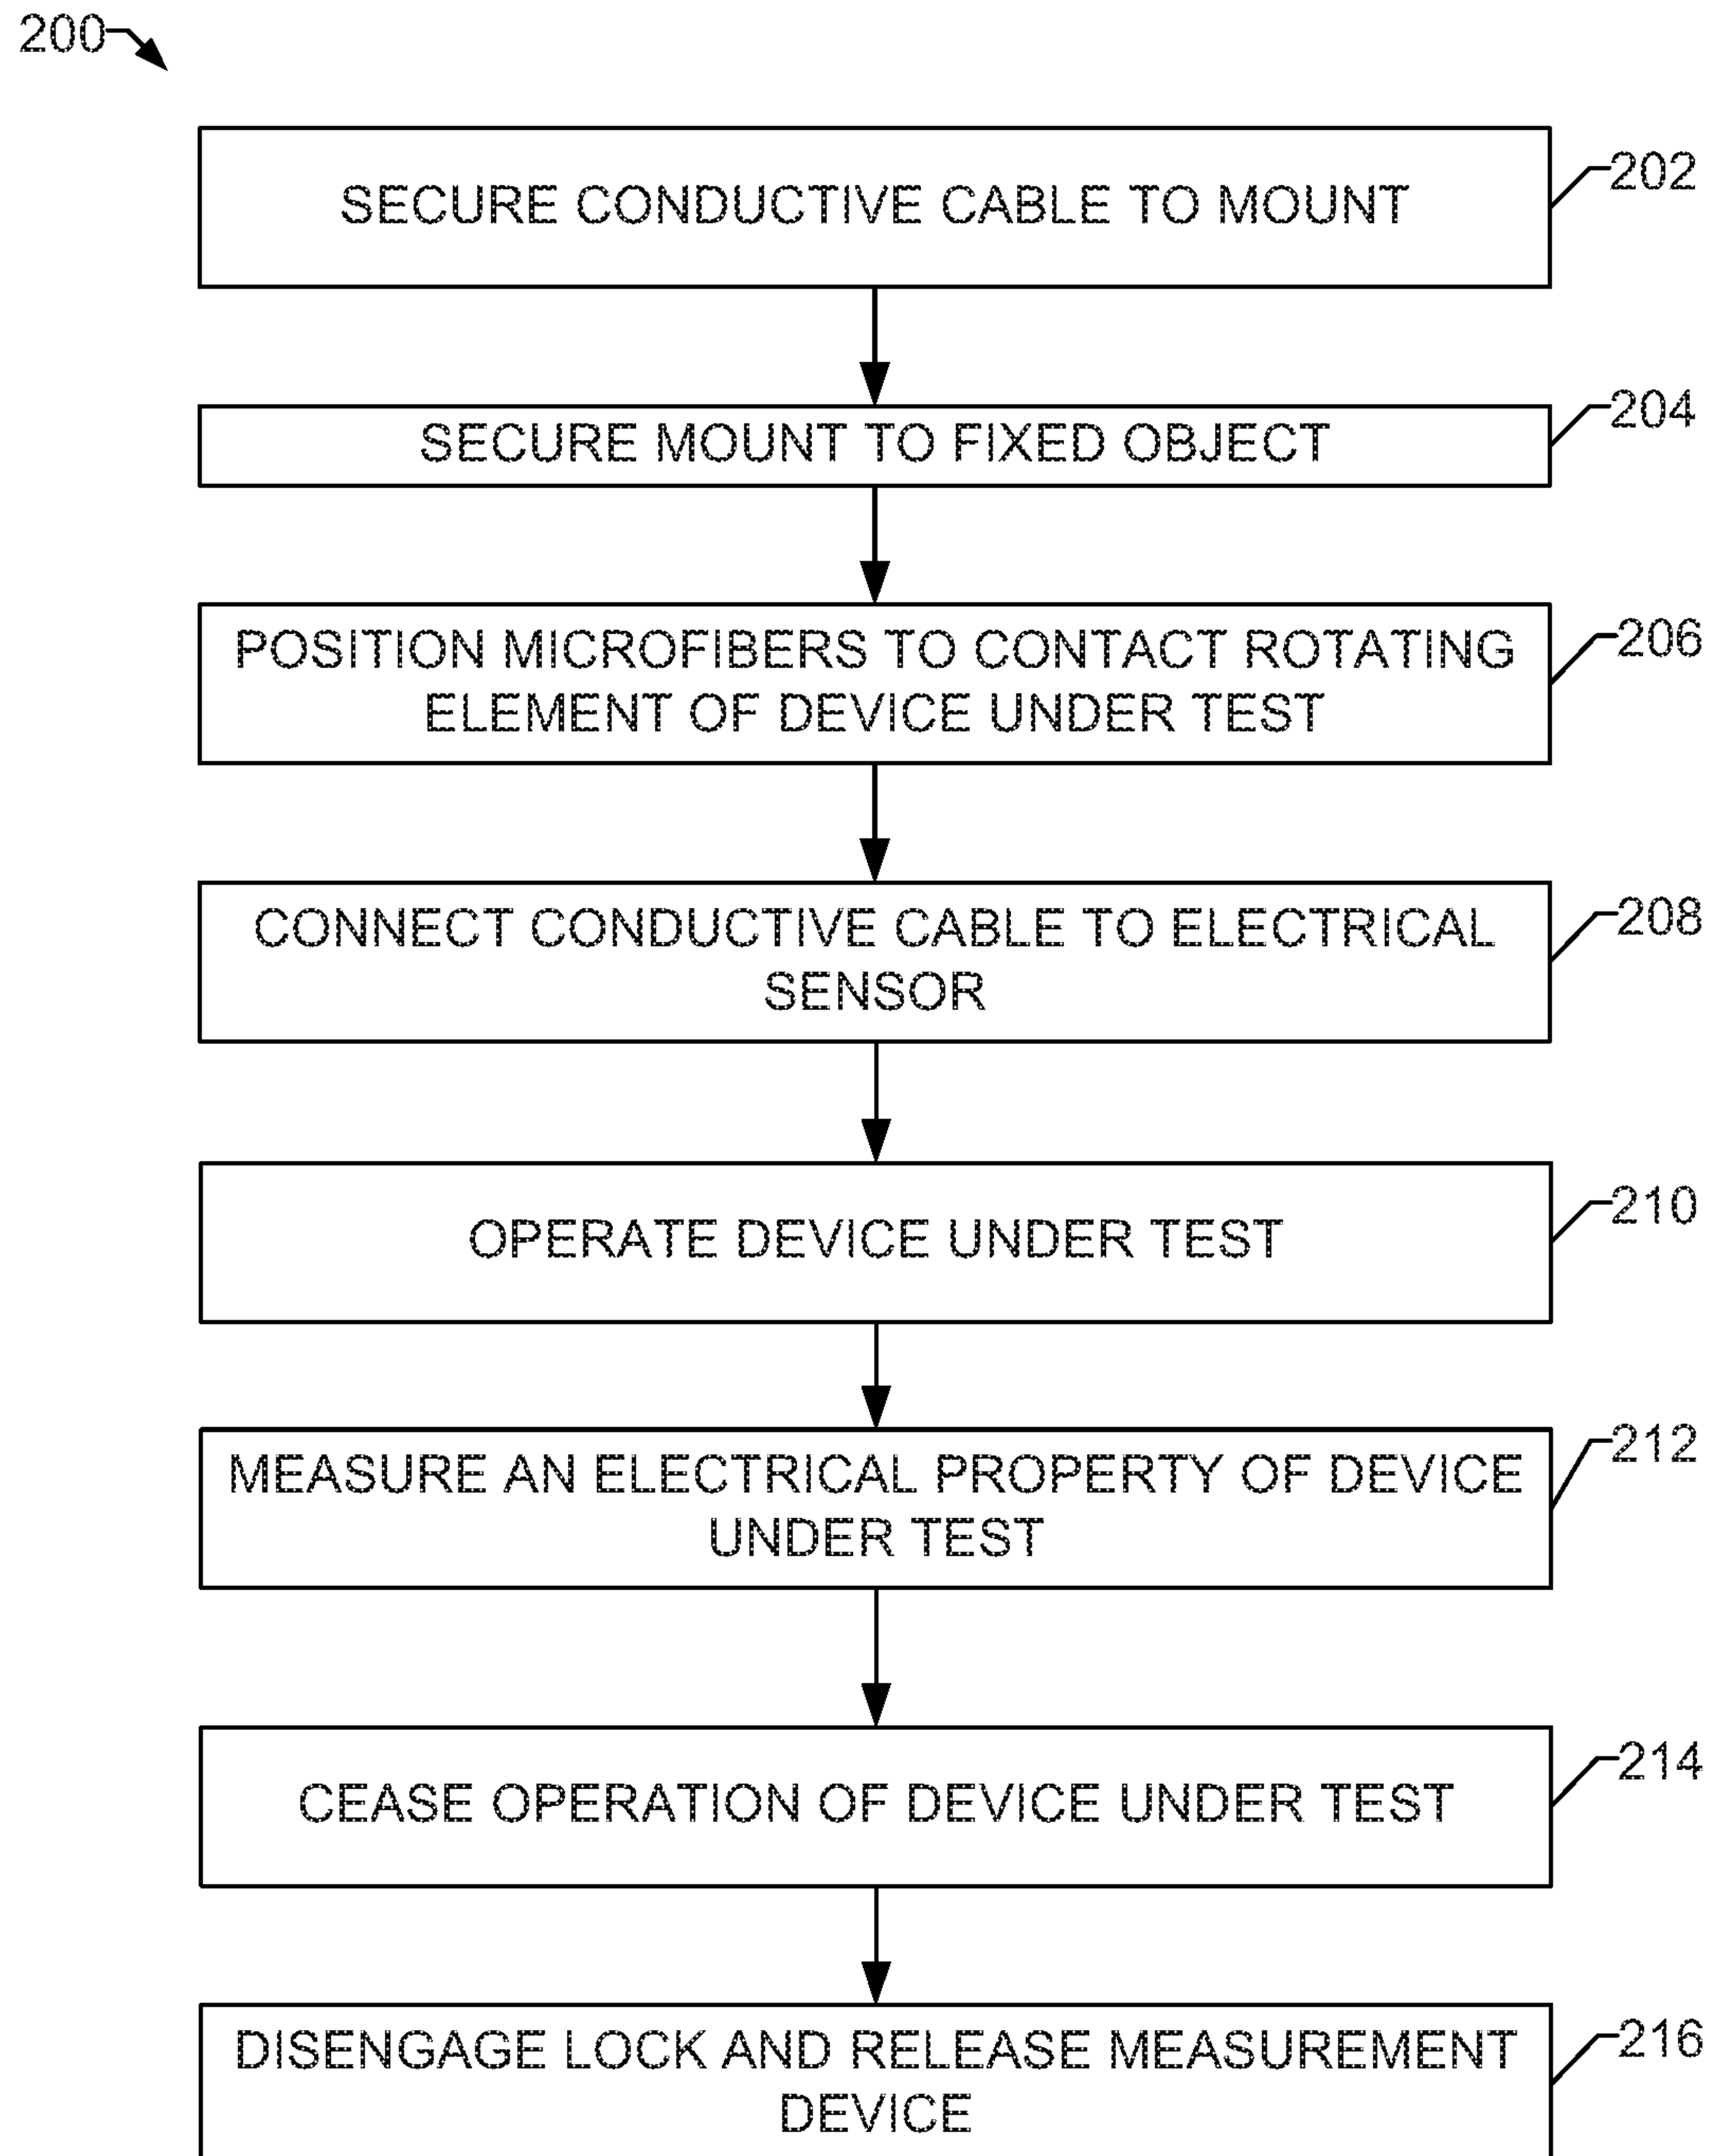 200
SECURE CONDUCTIVE CABLE TO MOUNT
202
SECURE MOUNT TO FIXED OBJECT
204
POSITION MICROFIBERS TO CONTACT ROTATING
ELEMENT OF DEVICE UNDER TEST
206
CONNECT CONDUCTIVE CABLE TO ELECTRICAL
SENSOR
208
OPERATE DEVICE UNDER TEST
210
MEASURE AN ELECTRICAL PROPERTY OF DEVICE
UNDER TEST
212
CEASE OPERATION OF DEVICE UNDER TEST
214
DISENGAGE LOCK AND RELEASE MEASUREMENT
DEVICE
216